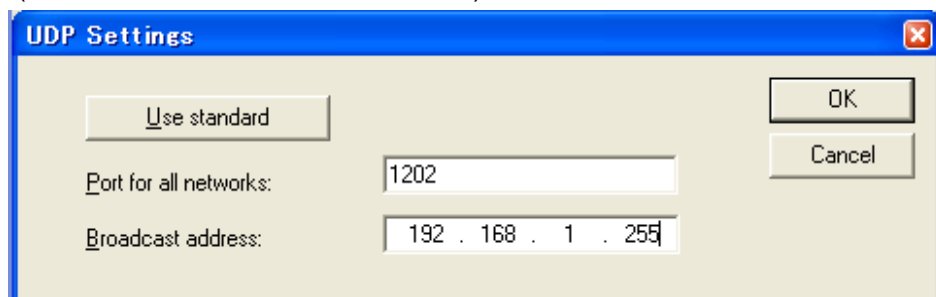 UDP Settings
Use standard
OK
Cancel
Port for all networks:
1202
Broadcast address:
192 . 168 . 1 . 255